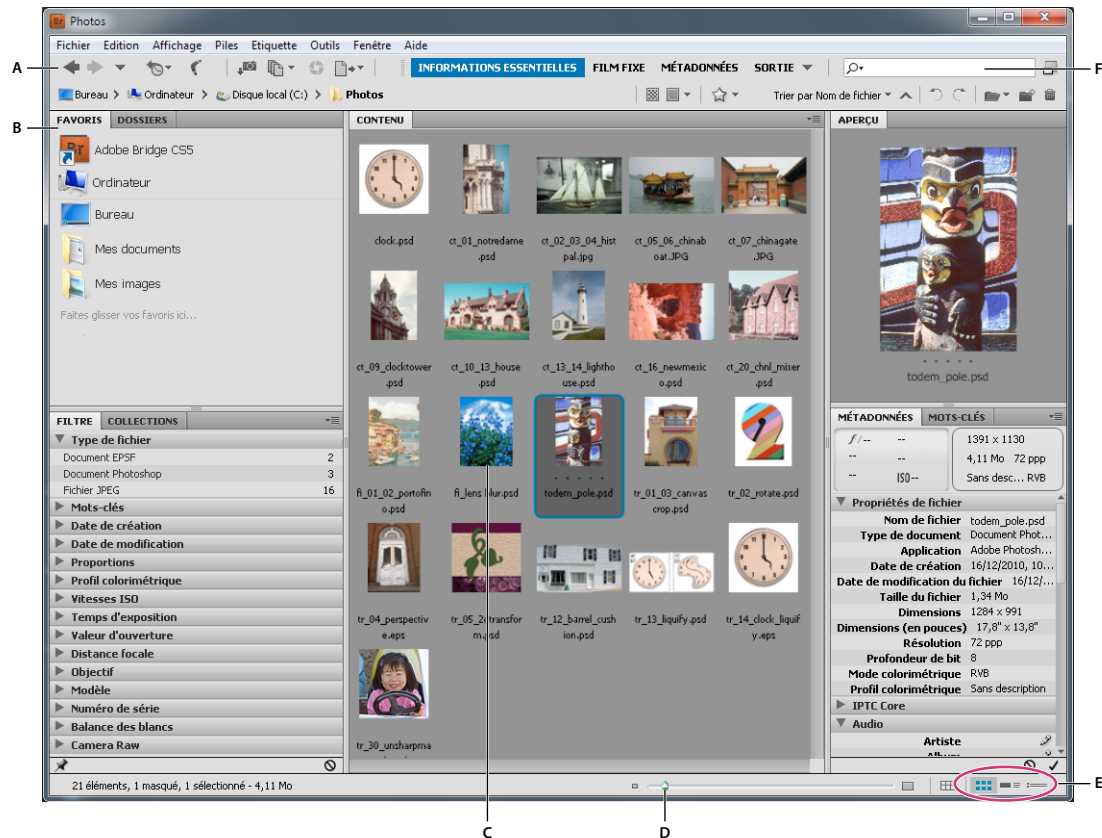 Br Photos
Fichier Edition Affichage Piles Etiquette Outils Fenêtre Aide
A
INFORMATIONS ESSENTIELLES FILM FIXE MÉTADONNÉES SORTIE
F
Bureau > Ordinateur > Disque local (C:) > Photos
Trier par Nom de fichier
B
FAVORIS DOSSIERS
Br Adobe Bridge CS5
Ordinateur
Bureau
Mes documents
Mes images
Faites glisser vos favoris ici...
FILTRE COLLECTIONS
Type de fichier
Document EPSF 2
Document Photoshop 3
Fichier JPEG 16
Mots-clés
Date de création
Date de modification
Proportions
Profil colorimétrique
Vitesses ISO
Temps d'exposition
Valeur d'ouverture
Distance focale
Objectif
Modèle
Numéro de série
Balance des blancs
Camera Raw
CONTENU
clock.psd
ct_01_notredame
.psd
ct_02_03_04_hist
pal.jpg
ct_05_06_chinab
oat.JPG
ct_07_chinagate
.JPG
ct_09_clocktower
.psd
ct_10_13_house
.psd
ct_13_14_lightho
use.psd
ct_16_newmexic
o.psd
ct_20_chnl_mixer
.psd
fi_01_02_portofin
o.psd
fi_lens blur.psd
todem_pole.psd
tr_01_03_canvas
crop.psd
tr_02_rotate.psd
tr_04_perspectiv
e.eps
tr_05_2dtransfor
m.psd
tr_12_barrel_cush
ion.psd
tr_13_liquify.psd
tr_14_clock_liquif
y.eps
tr_30_unsharpma
APERÇU
todem_pole.psd
MÉTADONNÉES MOTS-CLÉS
f/-- --
-- --
-- ISO--
1391 x 1130
4,11 Mo 72 ppp
Sans desc... RVB
Propriétés de fichier
Nom de fichier todem_pole.psd
Type de document Document Phot...
Application Adobe Photosh...
Date de création 16/12/2010, 10...
Date de modification du fichier 16/12/...
Taille du fichier 1,34 Mo
Dimensions 1284 x 991
Dimensions (en pouces) 17,8" x 13,8"
Résolution 72 ppp
Profondeur de bit 8
Mode colorimétrique RVB
Profil colorimétrique Sans description
IPTC Core
Audio
Artiste
21 éléments, 1 masqué, 1 sélectionné - 4,11 Mo
E
C
D